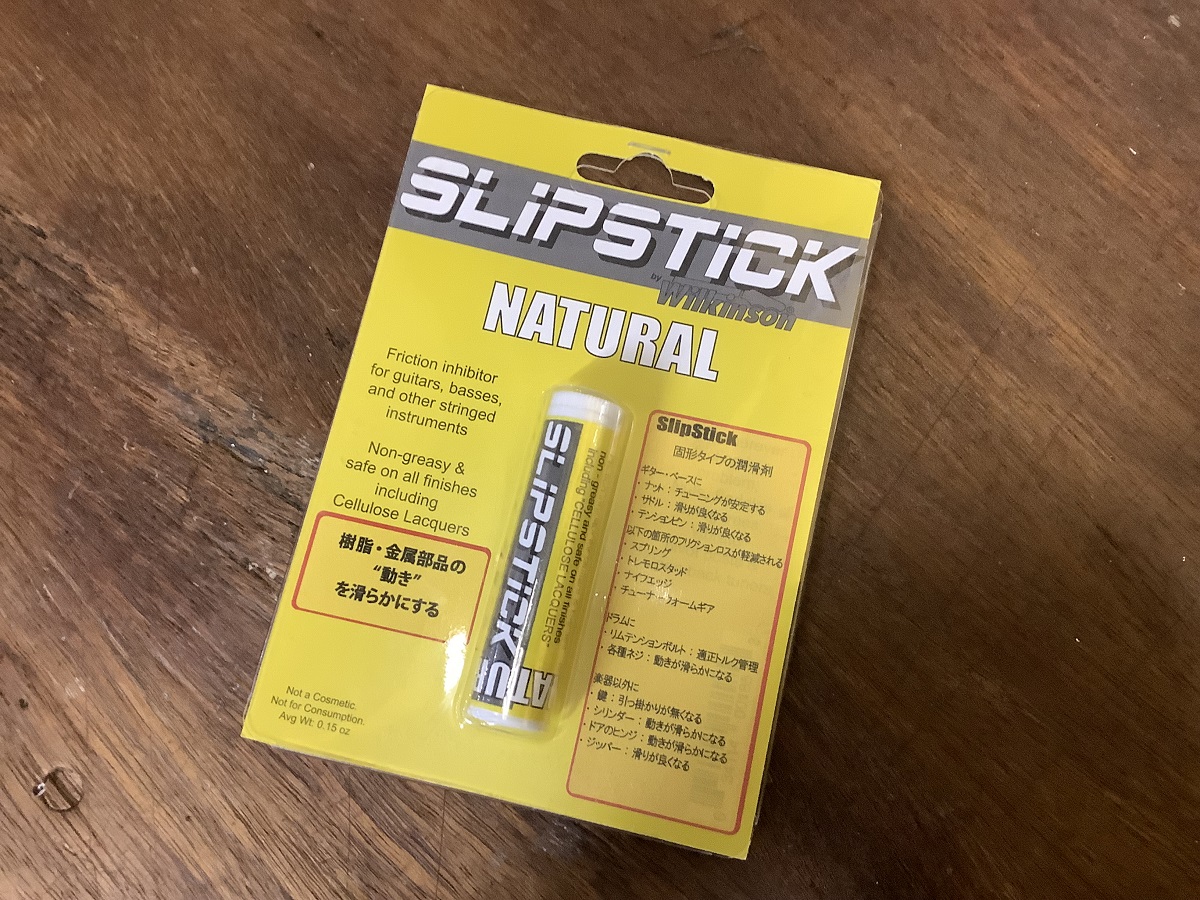 SLiPSTiCK
by Wilkinson
NATURAL
Friction inhibitor
for guitars, basses,
and other stringed
instruments
Non-greasy &
safe on all finishes
including
Cellulose Lacquers
樹脂・金属部品の
“動き”
を滑らかにする
Not a Cosmetic.
Not for Consumption.
Avg Wt: 0.15 oz
SLiPSTiCK
non - greasy and safe on all finishes
including "CELLULOSE LACQUERS"
ATU
SlipStick
固形タイプの潤滑剤
ギター・ベースに
・ナット：チューニングが安定する
・サドル：滑りが良くなる
・テンションピン：滑りが良くなる
以下の箇所のフリクションロスが軽減される
・スプリング
・トレモロスタッド
・ナイフエッジ
・チューナーウォームギア
ドラムに
・リムテンションボルト：適正トルク管理
・各種ネジ：動きが滑らかになる
楽器以外に
・鍵：引っ掛かりが無くなる
・シリンダー：動きが滑らかになる
・ドアのヒンジ：動きが滑らかになる
・ジッパー：滑りが良くなる